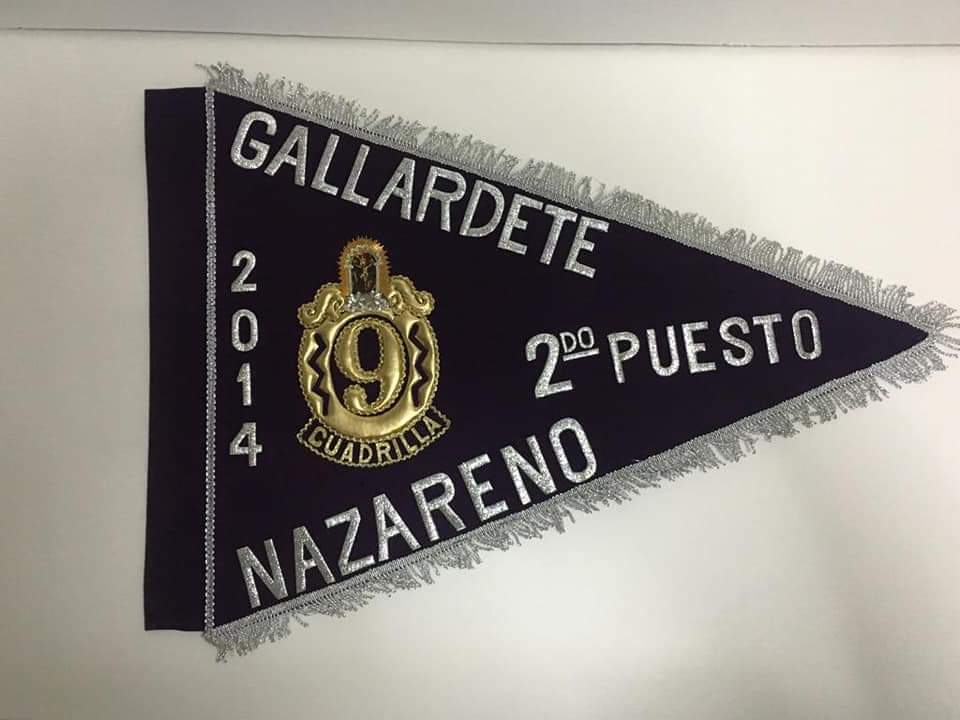 GALLARDETE
2014
9
CUADRILLA
2DO PUESTO
NAZARENO